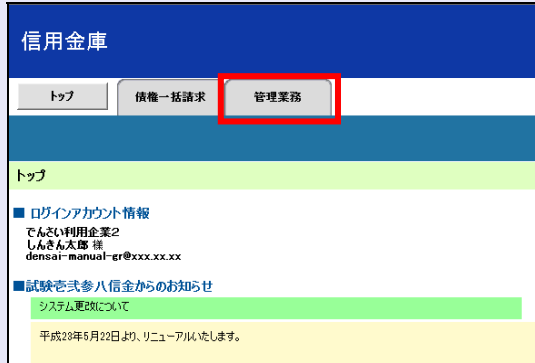 信用金庫
トップ 債権一括請求 管理業務
トップ
■ ログインアカウント情報
でんさい利用企業2
しんきん太郎 様
densai-manual-gr@xxx.xx.xx
■試験壱弐参八信金からのお知らせ
システム更改について
平成23年5月22日より、リニューアルいたします。